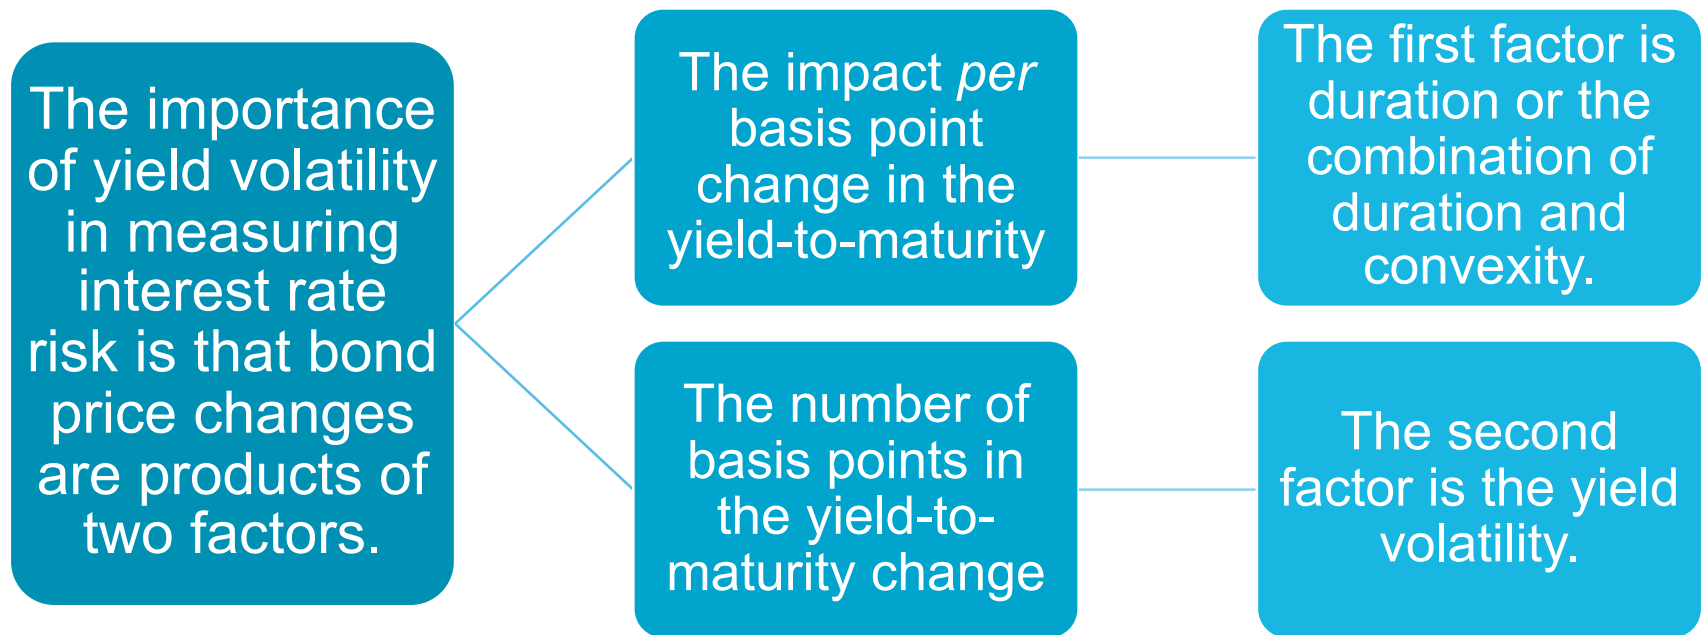 The importance
of yield volatility
in measuring
interest rate
risk is that bond
price changes
are products of
two factors.
The impact per
basis point
change in the
yield-to-maturity
The first factor is
duration or the
combination of
duration and
convexity.
The number of
basis points in
the yield-to-
maturity change
The second
factor is the yield
volatility.